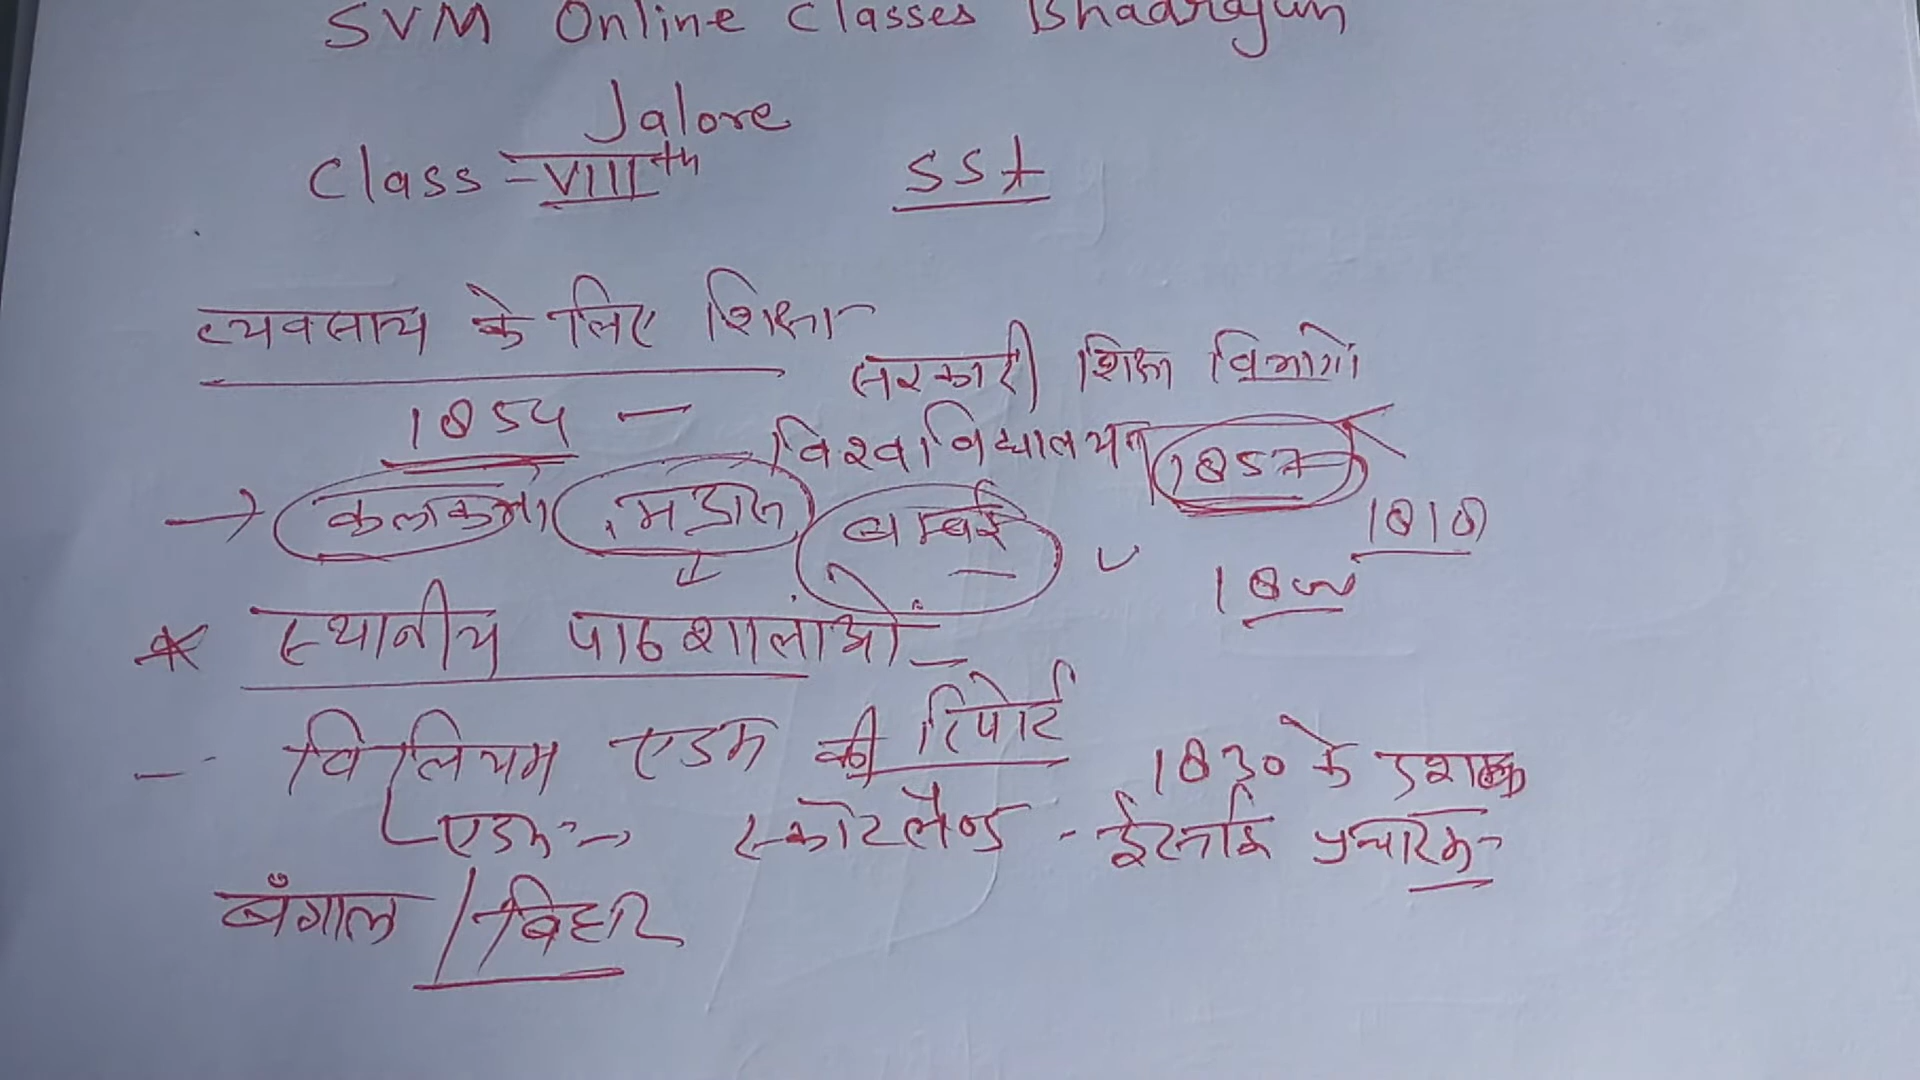 SVM Online Classes Bhadrajun
Jalore
Class - VIIIth SSt
व्यवसाय के लिए शिक्षा -
सरकारी शिक्षा विभागों
1854 -
विश्वविद्यालय 1857
→ कलकत्ता, मद्रास, बम्बई
1818
* स्थानीय पाठशालांओं -
- विलियम एडम की रिपोर्ट 1830 के दशक
एडम :→ स्कोटलैण्ड - ईसाई प्रचारक
बँगाल / बिहार